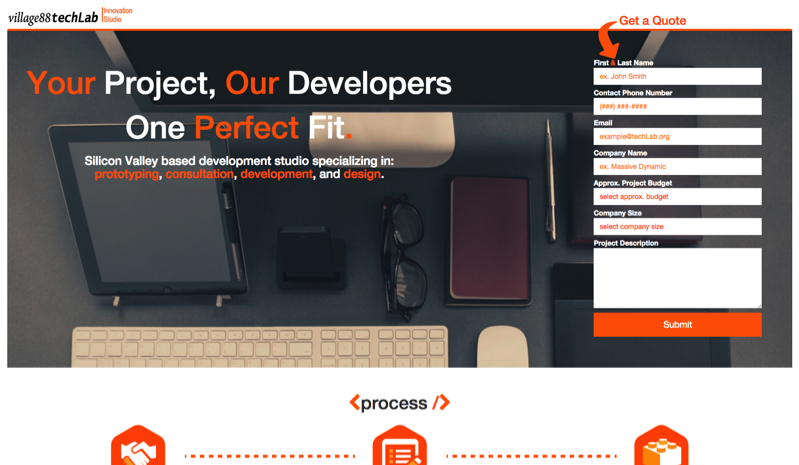 village88techLab
Innovation
Studio
Get a Quote
Your Project, Our Developers
One Perfect Fit.
Silicon Valley based development studio specializing in:
prototyping, consultation, development, and design.
First & Last Name
ex. John Smith
Contact Phone Number
(###) ###-####
Email
example@techLab.org
Company Name
ex. Massive Dynamic
Approx. Project Budget
select approx. budget
Company Size
select company size
Project Description
Submit
<process />